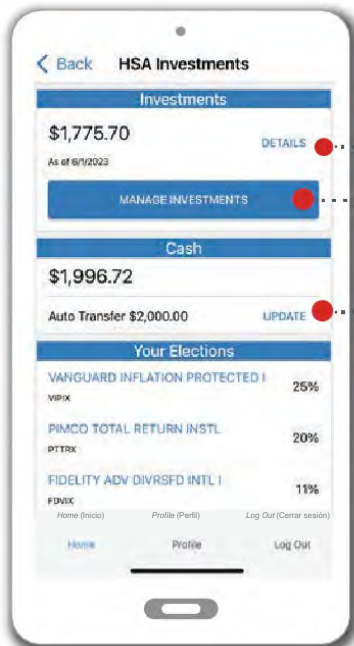 Back HSA Investments
Investments
$1,775.70 DETAILS
As of 6/1/2023
MANAGE INVESTMENTS
Cash
$1,996.72
Auto Transfer $2,000.00 UPDATE
Your Elections
VANGUARD INFLATION PROTECTED I 25%
VIPIX
PIMCO TOTAL RETURN INSTL 20%
PTTRX
FIDELITY ADV DIVRSFD INTL I 11%
FDVIX
Home (Inicio) Profile (Perfil) Log Out (Cerrar sesión)
Home Profile Log Out